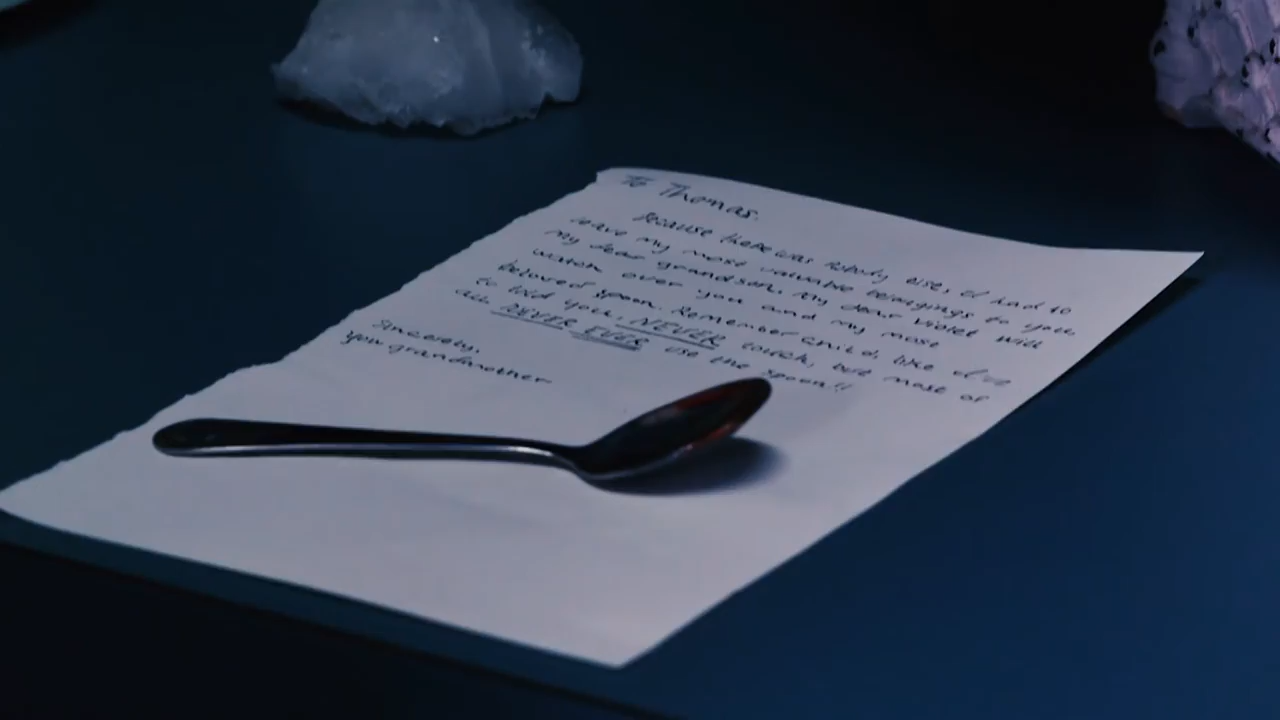 To Thomas.
Because there was nobody else, I had to
leave my most valuable belongings to you,
my dear grandson. My dear Violet will
watch over you and my most
beloved spoon. Remember child, like I've
told you, NEVER touch, but most of
all NEVER EVER use the spoon!!
Sincerely,
you grandmother